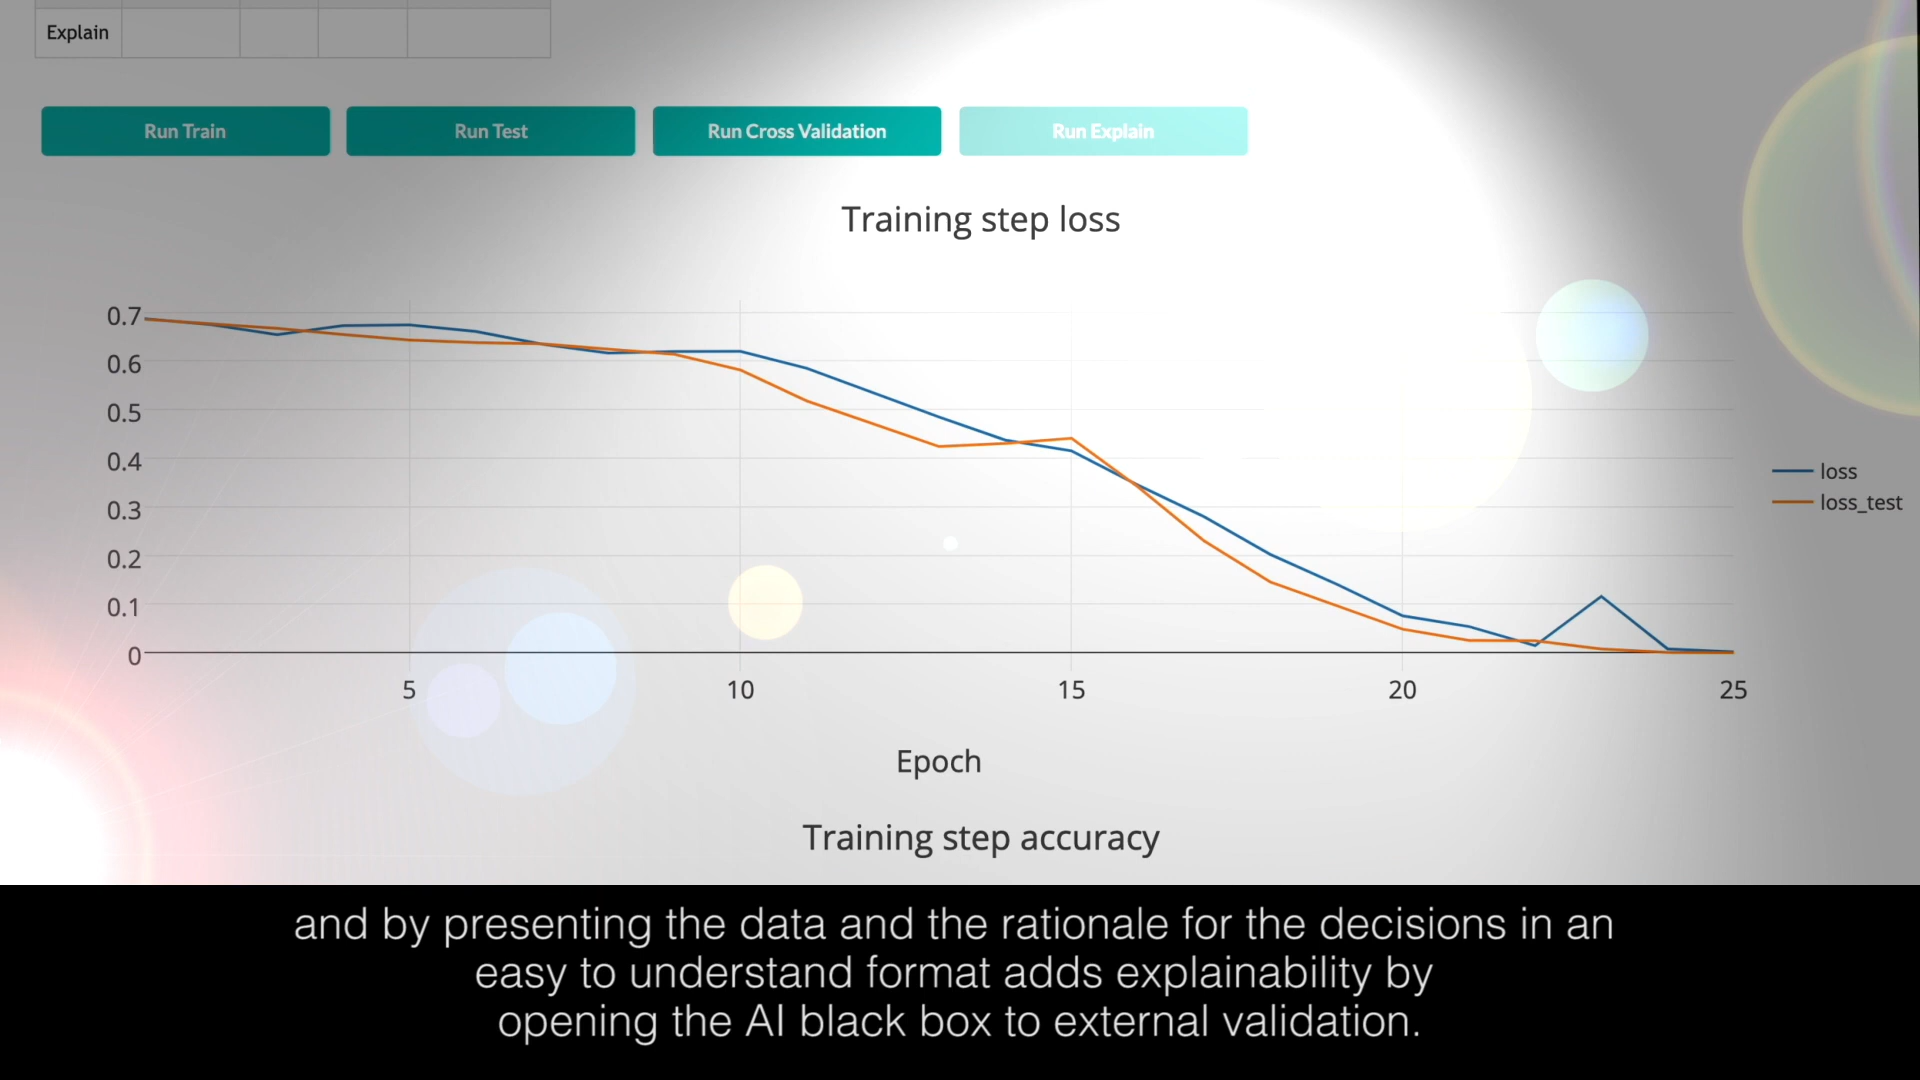 Explain
Run Train
Run Test
Run Cross Validation
Run Explain
Training step loss
0.7
0.6
0.5
0.4
0.3
0.2
0.1
0
5
10
15
20
25
loss
loss_test
Epoch
Training step accuracy
and by presenting the data and the rationale for the decisions in an
easy to understand format adds explainability by
opening the AI black box to external validation.